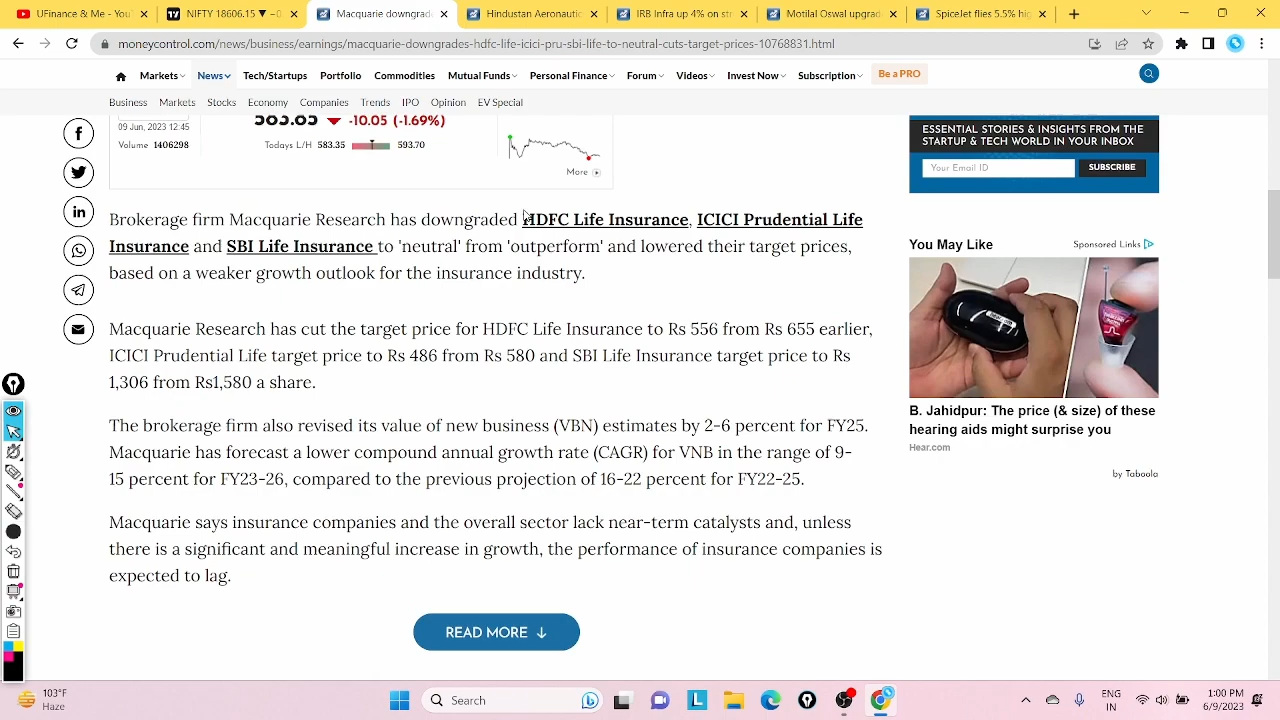 UFinance & Me - You
NIFTY 18606.15 ▼ −0
Macquarie downgrad
Hindustan Aeronautic
IRB Infra up 4% on str
Motilal Oswal upgrad
SpiceJet flies 5.5% hig
moneycontrol.com/news/business/earnings/macquarie-downgrades-hdfc-life-icici-pru-sbi-life-to-neutral-cuts-target-prices-10768831.html
Markets News Tech/Startups Portfolio Commodities Mutual Funds Personal Finance Forum Videos Invest Now Subscription Be a PRO
Business Markets Stocks Economy Companies Trends IPO Opinion EV Special
583.85 ▼ -10.05 (-1.69%)
09 Jun, 2023 12:45
Volume 1406298
Todays L/H 583.35 593.70
More
Brokerage firm Macquarie Research has downgraded HDFC Life Insurance, ICICI Prudential Life
Insurance and SBI Life Insurance to 'neutral' from 'outperform' and lowered their target prices,
based on a weaker growth outlook for the insurance industry.
Macquarie Research has cut the target price for HDFC Life Insurance to Rs 556 from Rs 655 earlier,
ICICI Prudential Life target price to Rs 486 from Rs 580 and SBI Life Insurance target price to Rs
1,306 from Rs1,580 a share.
The brokerage firm also revised its value of new business (VBN) estimates by 2-6 percent for FY25.
Macquarie has forecast a lower compound annual growth rate (CAGR) for VNB in the range of 9-
15 percent for FY23-26, compared to the previous projection of 16-22 percent for FY22-25.
Macquarie says insurance companies and the overall sector lack near-term catalysts and, unless
there is a significant and meaningful increase in growth, the performance of insurance companies is
expected to lag.
READ MORE ↓
ESSENTIAL STORIES & INSIGHTS FROM THE
STARTUP & TECH WORLD IN YOUR INBOX
Your Email ID SUBSCRIBE
You May Like
Sponsored Links
B. Jahidpur: The price (& size) of these
hearing aids might surprise you
Hear.com
by Taboola
103°F
Haze
Search
ENG
IN
1:00 PM
6/9/2023